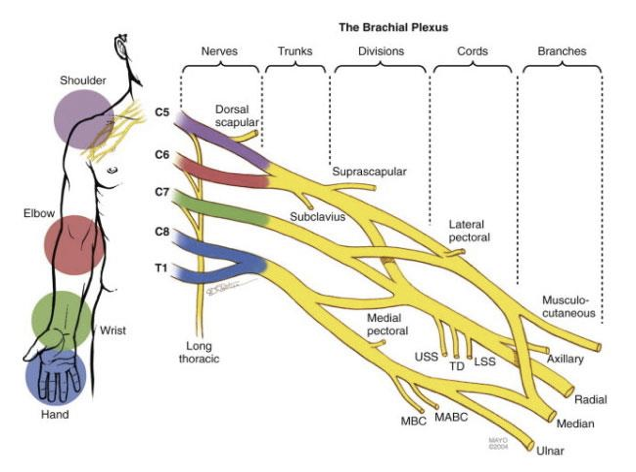 The Brachial Plexus
Nerves
Trunks
Divisions
Cords
Branches
Shoulder
C5
Dorsal
scapular
C6
Suprascapular
C7
Subclavius
Elbow
C8
Lateral
pectoral
T1
Musculo-
cutaneous
Medial
pectoral
Wrist
Long
thoracic
USS
TD
LSS
Axillary
Radial
Hand
MBC
MABC
Median
MAYO
©2004
Ulnar